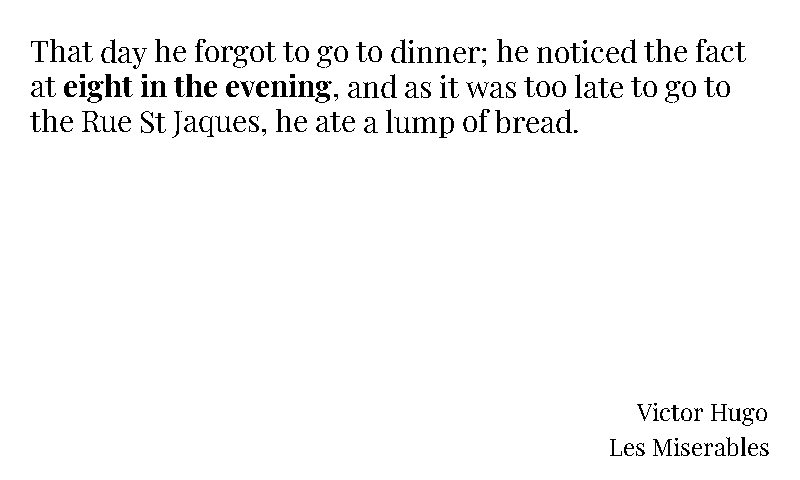 That day he forgot to go to dinner; he noticed the fact
at eight in the evening, and as it was too late to go to
the Rue St Jaques, he ate a lump of bread.
Victor Hugo
Les Miserables